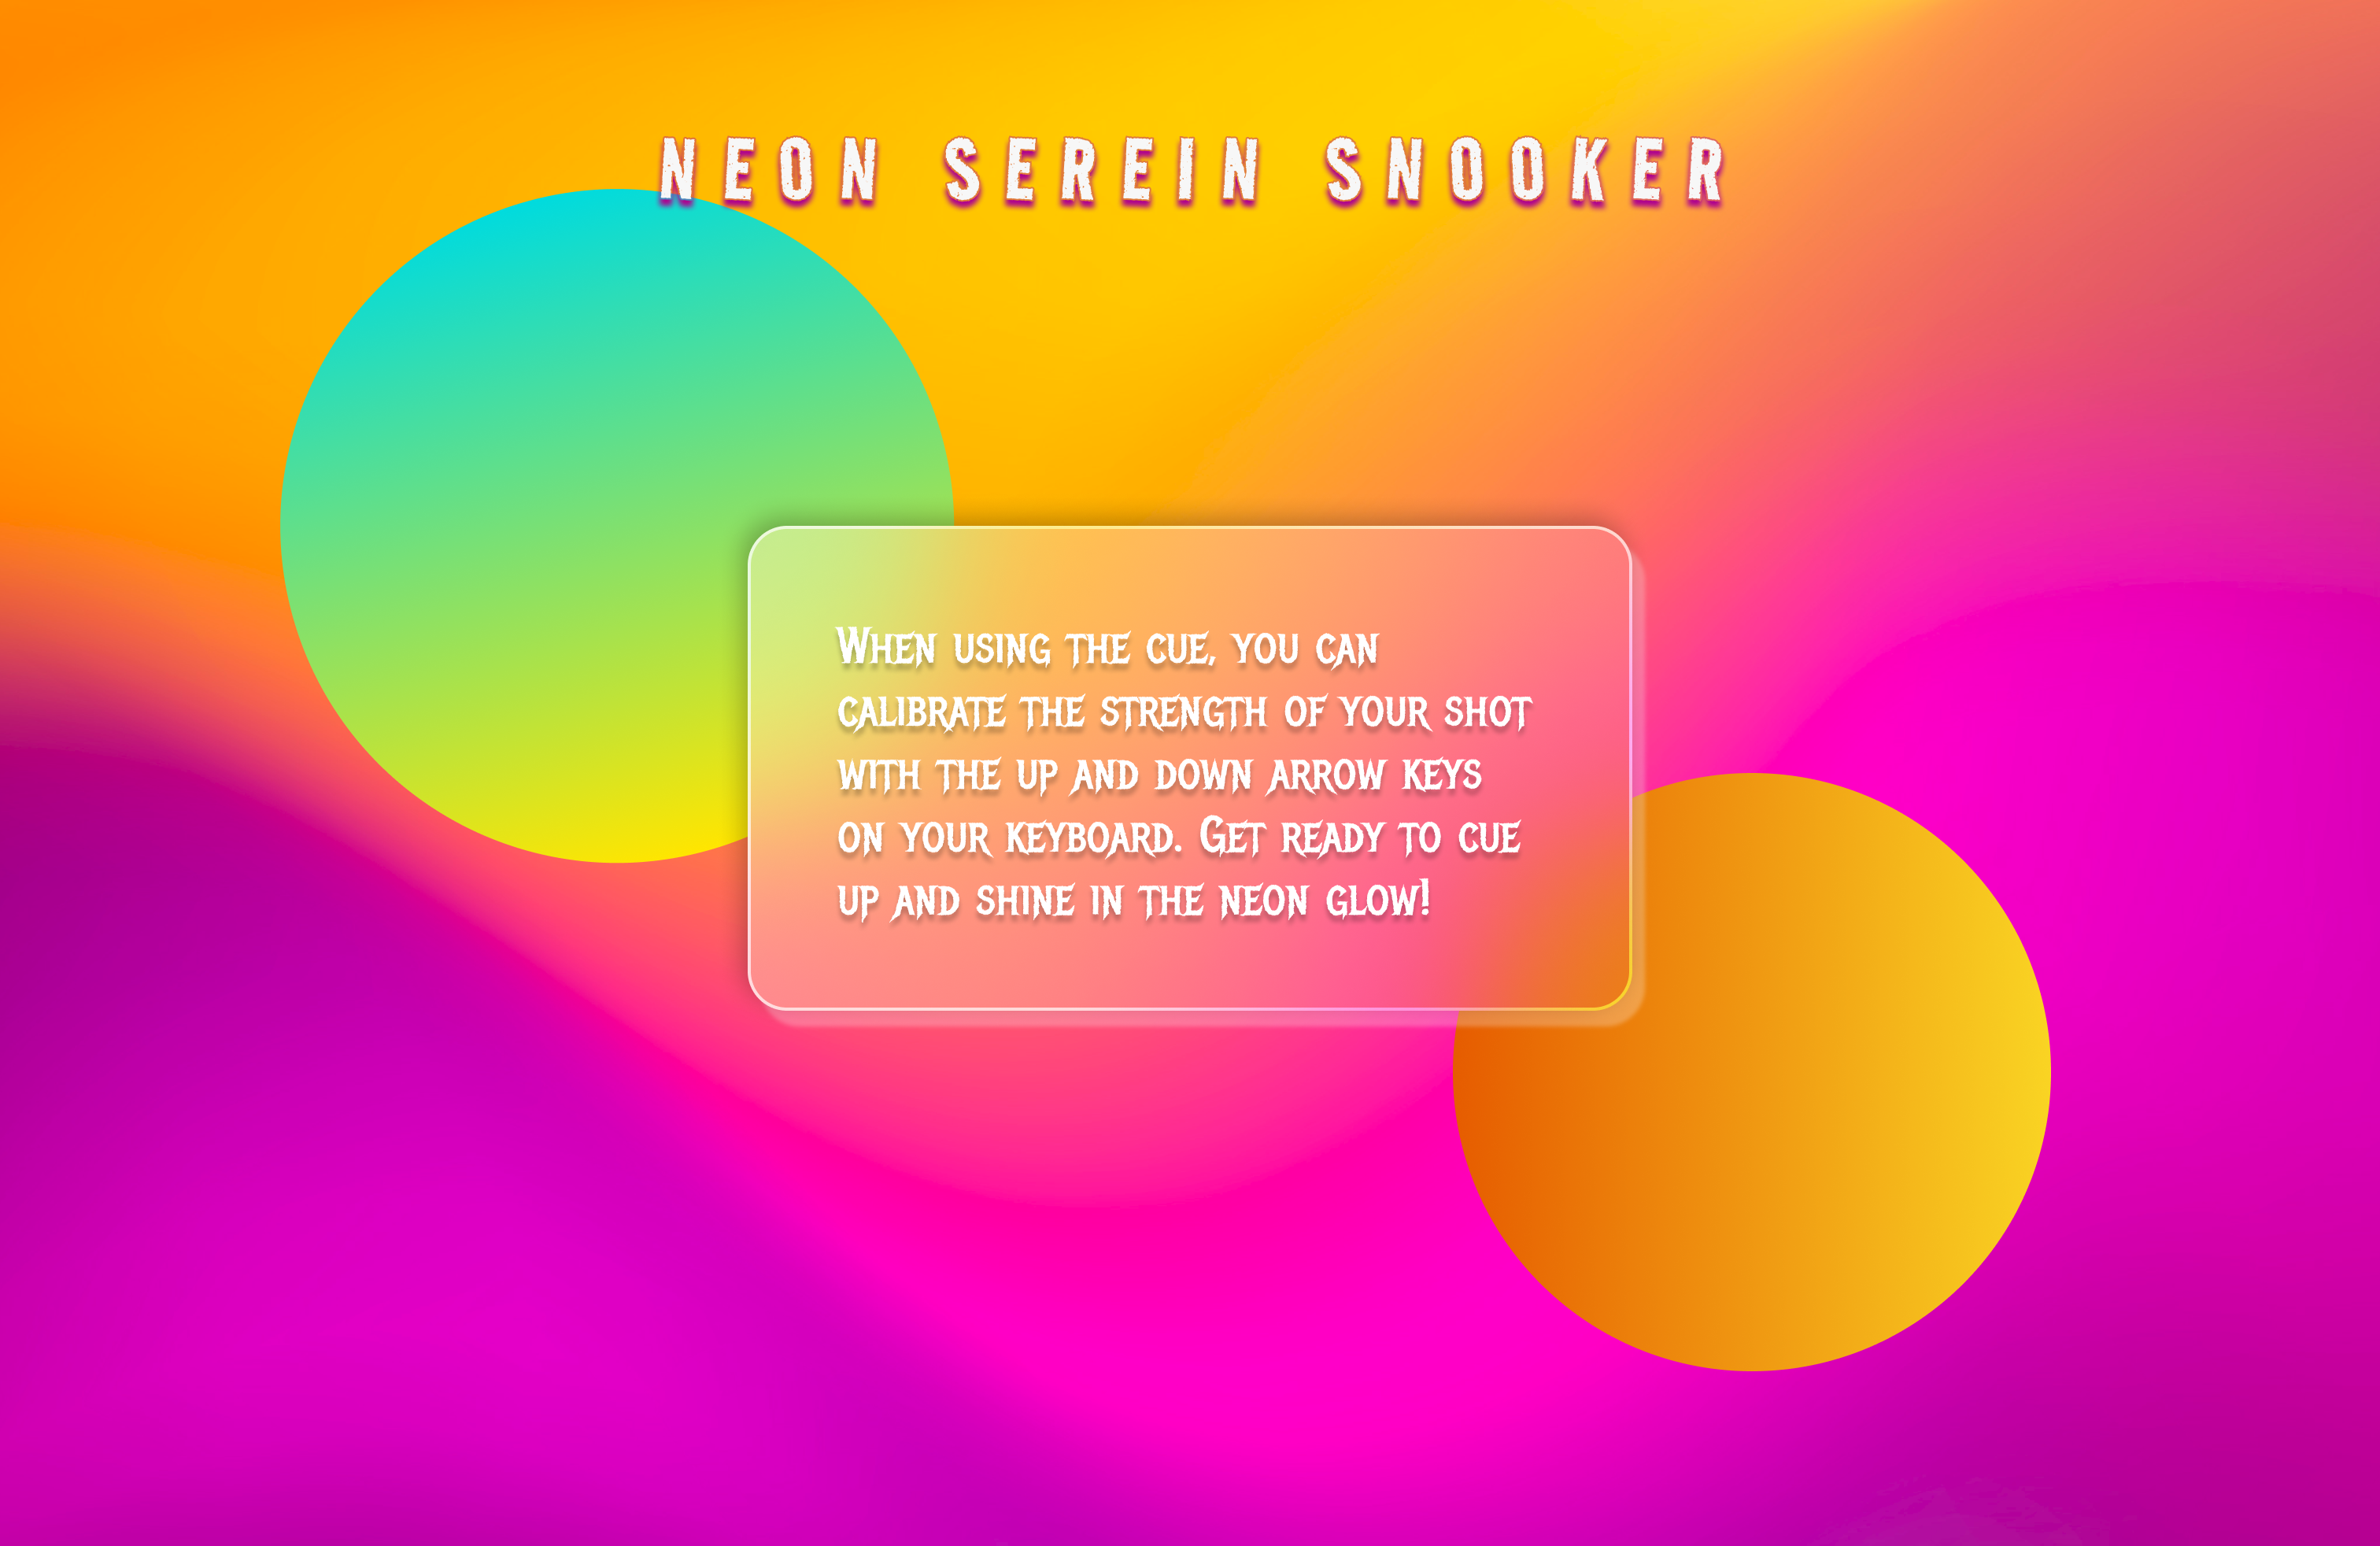 NEON SEREIN SNOOKER
When using the cue, you can
calibrate the strength of your shot
with the up and down arrow keys
on your keyboard. Get ready to cue
up and shine in the neon glow!